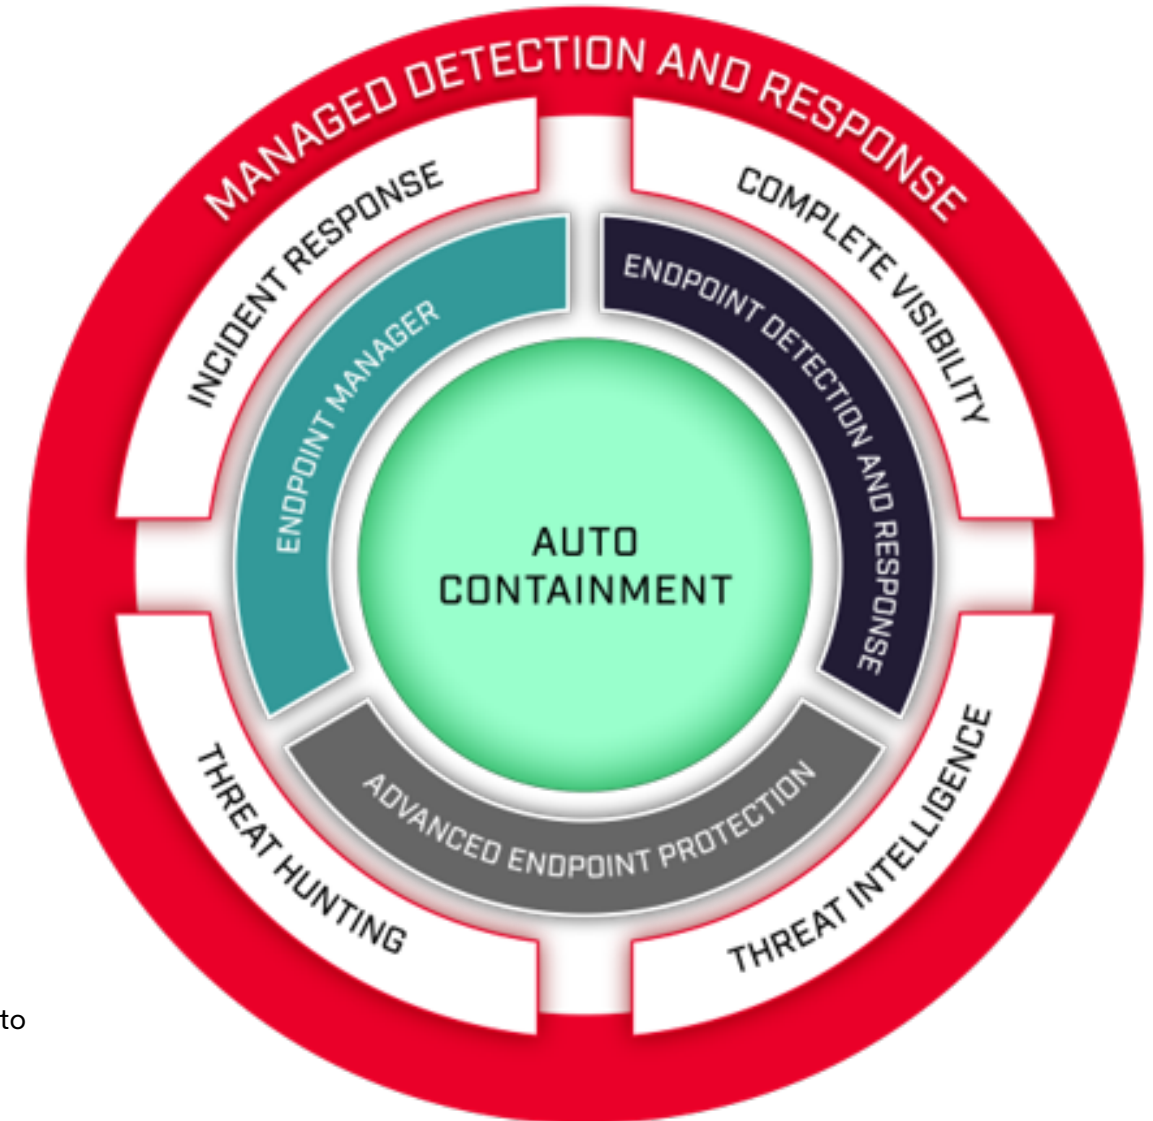 MANAGED DETECTION AND RESPONSE
INCIDENT RESPONSE
COMPLETE VISIBILITY
ENDPOINT MANAGER
ENDPOINT DETECTION AND RESPONSE
AUTO
CONTAINMENT
ADVANCED ENDPOINT PROTECTION
THREAT HUNTING
THREAT INTELLIGENCE
to